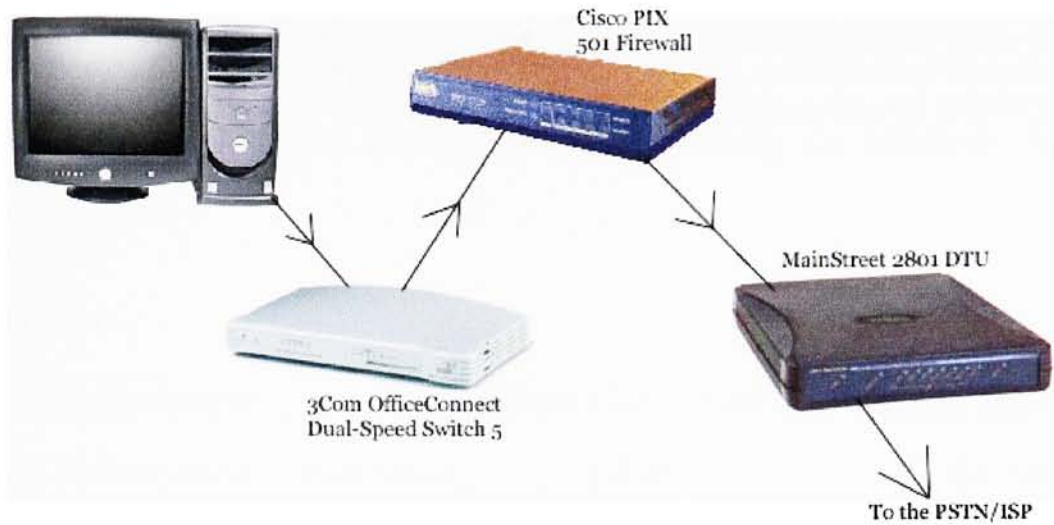 Cisco PIX
501 Firewall
MainStreet 2801 DTU
3Com OfficeConnect
Dual-Speed Switch 5
To the PSTN/ISP